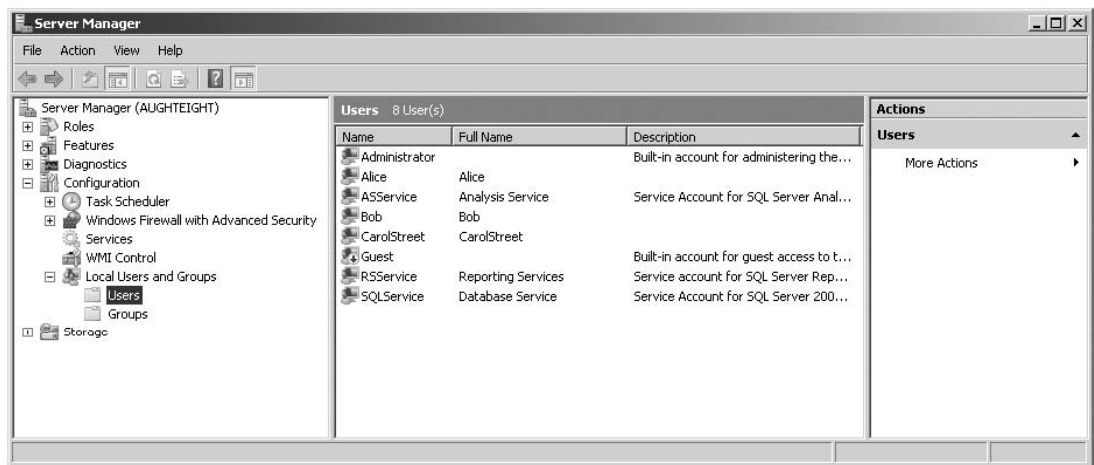 Server Manager
File Action View Help
Server Manager (AUGHTEIGHT)
Roles
Features
Diagnostics
Configuration
Task Scheduler
Windows Firewall with Advanced Security
Services
WMI Control
Local Users and Groups
Users
Groups
Storage
Users 8 User(s)
Name Full Name Description
Administrator Built-in account for administering the...
Alice Alice
ASService Analysis Service Service Account for SQL Server Anal...
Bob Bob
CarolStreet CarolStreet
Guest Built-in account for guest access to t...
RSService Reporting Services Service account for SQL Server Rep...
SQLService Database Service Service Account for SQL Server 200...
Actions
Users
More Actions